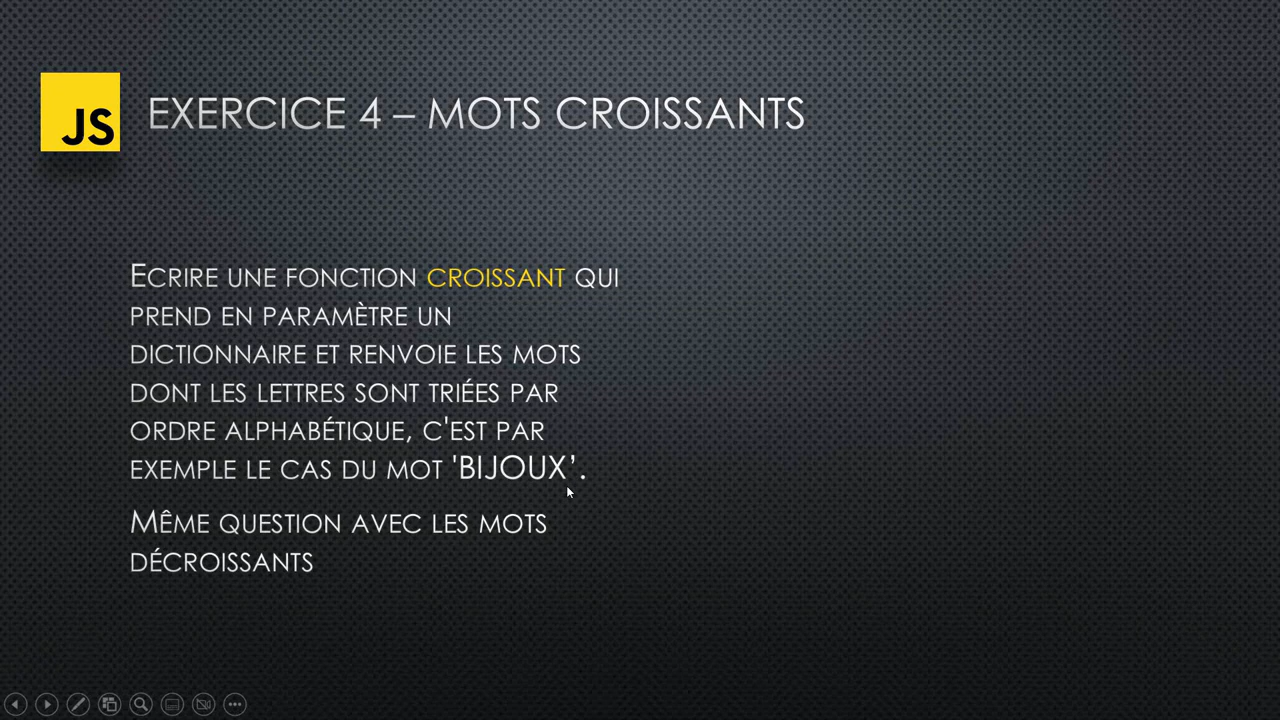 JS
EXERCICE 4 – MOTS CROISSANTS
ECRIRE UNE FONCTION CROISSANT QUI
PREND EN PARAMÈTRE UN
DICTIONNAIRE ET RENVOIE LES MOTS
DONT LES LETTRES SONT TRIÉES PAR
ORDRE ALPHABÉTIQUE, C'EST PAR
EXEMPLE LE CAS DU MOT 'BIJOUX’.
MÊME QUESTION AVEC LES MOTS
DÉCROISSANTS